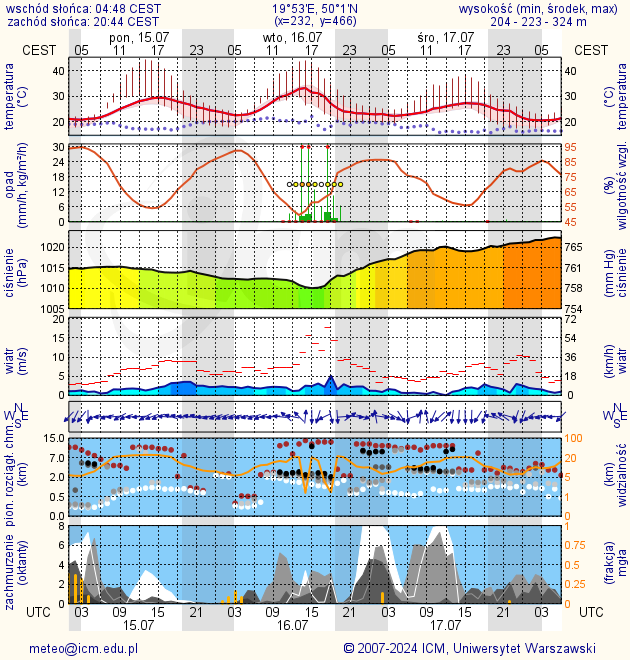 wschód słońca: 04:48 CEST 19°53'E, 50°1'N wysokość (min, środek, max)
zachód słońca: 20:44 CEST (x=232, y=466) 204 - 223 - 324 m
pon, 15.07 wto, 16.07 śro, 17.07
CEST 05 11 17 23 05 11 17 23 05 11 17 23 05 CEST
temperatura (°C)
40 30 20
40 30 20
temperatura (°C)
opad (mm/h, kg/m²/h)
30 24 18 12 6 0
95 85 75 65 55 45
(%) wilgotność wzgl.
ciśnienie (hPa)
1020 1015 1010 1005
765 761 758 754
(mm Hg) ciśnienie
wiatr (m/s)
20 15 10 5 0
72 54 36 18 0
(km/h) wiatr
N W E S
N W E S
pion. rozciągł. chm. (km)
15.0 7.0 2.0 0.5 0.0
100 20 5 1 0
(km) widzialność
zachmurzenie (oktanty)
8 6 4 2 0
1 0.75 0.5 0.25 0
(frakcja) mgła
UTC 03 09 15 21 03 09 15 21 03 09 15 21 03 UTC
15.07 16.07 17.07
meteo@icm.edu.pl © 2007-2024 ICM, Uniwersytet Warszawski